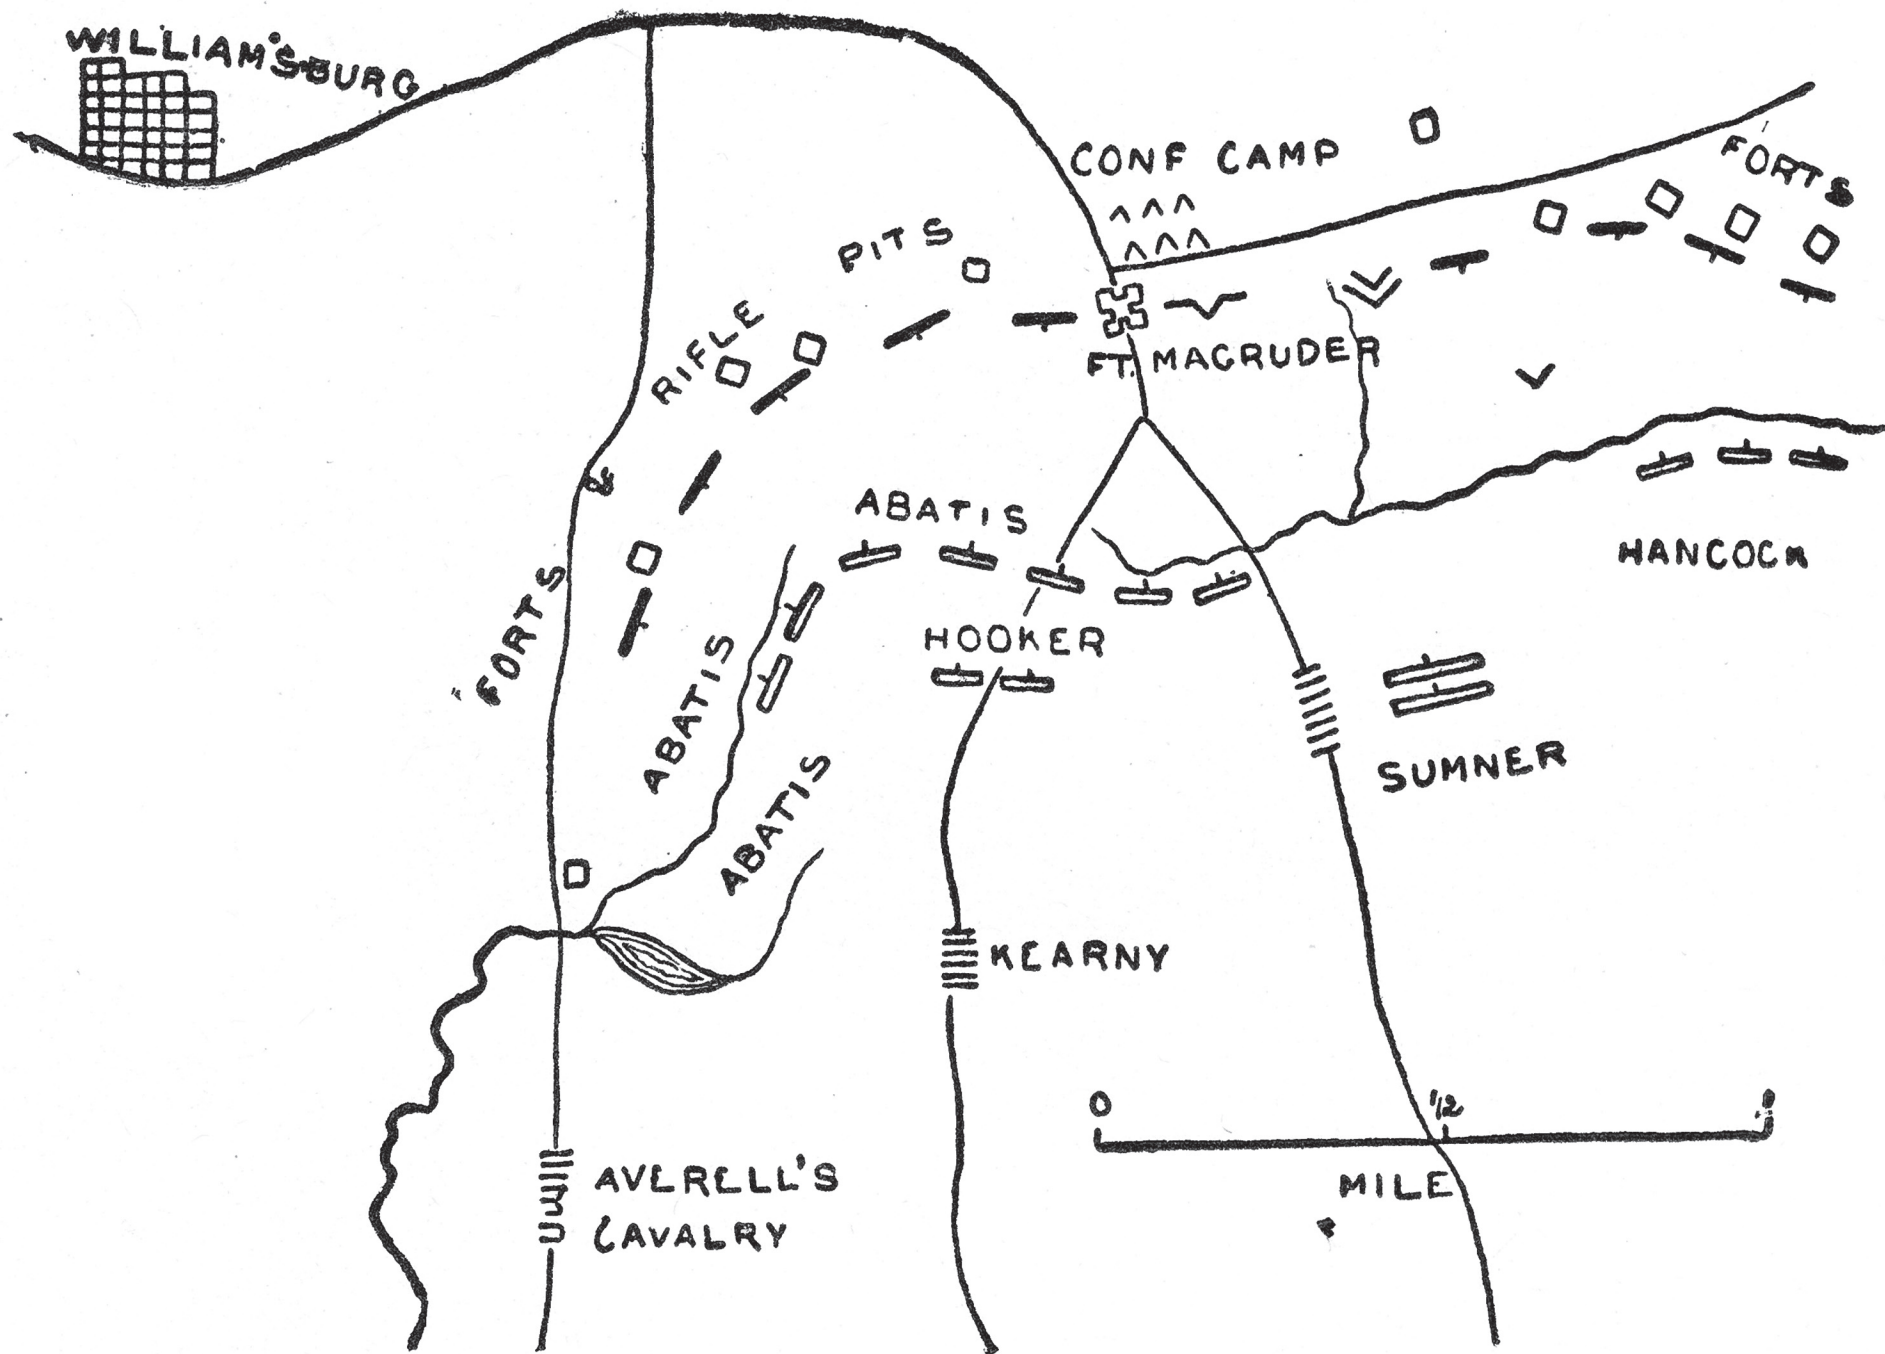 WILLIAMSBURG
CONF CAMP
FORTS
PITS
RIFLE
&
FORTS
FT. MAGRUDER
ABATIS
HANCOCK
HOOKER
ABATIS
SUMNER
ABATIS
KEARNY
0 1/2 1
MILE
AVERELL'S
CAVALRY